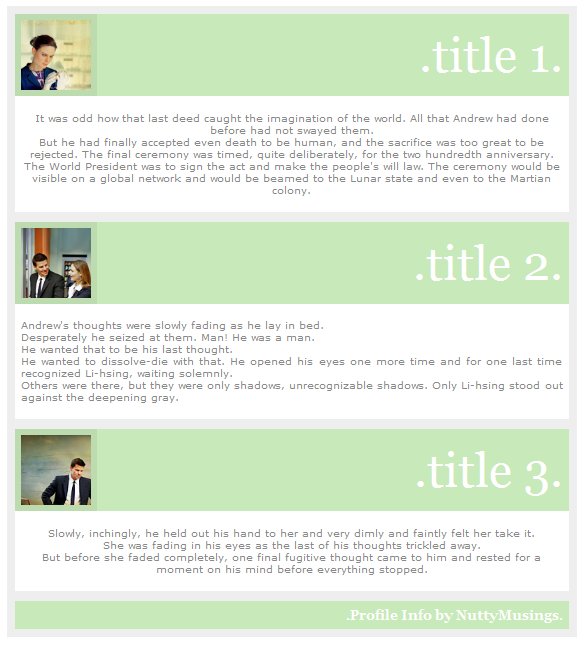 .title 1.
It was odd how that last deed caught the imagination of the world. All that Andrew had done
before had not swayed them.
But he had finally accepted even death to be human, and the sacrifice was too great to be
rejected. The final ceremony was timed, quite deliberately, for the two hundredth anniversary.
The World President was to sign the act and make the people's will law. The ceremony would be
visible on a global network and would be beamed to the Lunar state and even to the Martian
colony.
.title 2.
Andrew's thoughts were slowly fading as he lay in bed.
Desperately he seized at them. Man! He was a man.
He wanted that to be his last thought.
He wanted to dissolve-die with that. He opened his eyes one more time and for one last time
recognized Li-hsing, waiting solemnly.
Others were there, but they were only shadows, unrecognizable shadows. Only Li-hsing stood out
against the deepening gray.
.title 3.
Slowly, inchingly, he held out his hand to her and very dimly and faintly felt her take it.
She was fading in his eyes as the last of his thoughts trickled away.
But before she faded completely, one final fugitive thought came to him and rested for a
moment on his mind before everything stopped.
.Profile Info by NuttyMusings.